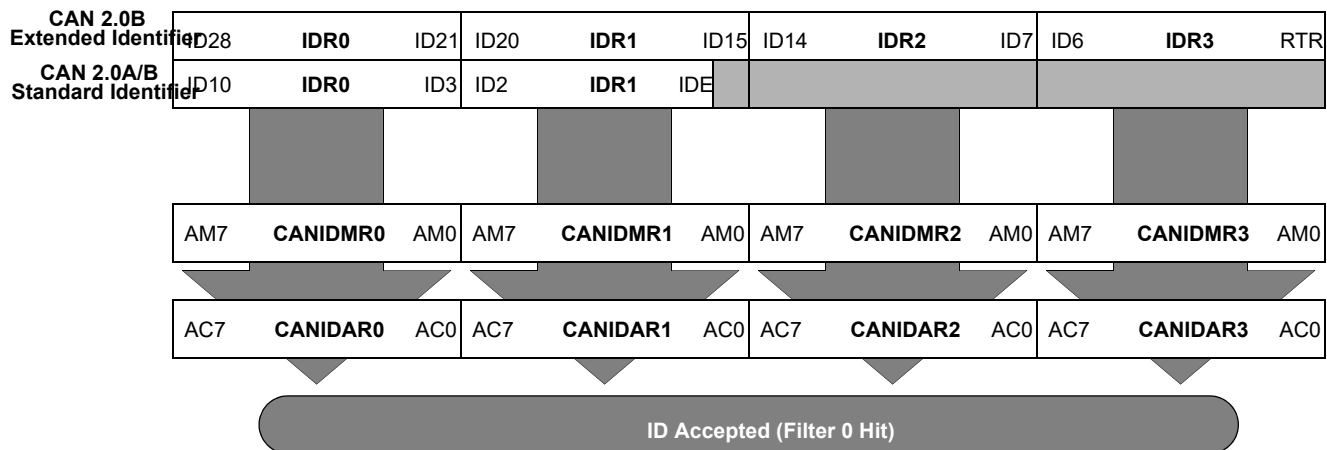 CAN 2.0B
Extended Identifier ID28 IDR0 ID21 ID20 IDR1 ID15 ID14 IDR2 ID7 ID6 IDR3 RTR
CAN 2.0A/B
Standard Identifier ID10 IDR0 ID3 ID2 IDR1 IDE
AM7 CANIDMR0 AM0 AM7 CANIDMR1 AM0 AM7 CANIDMR2 AM0 AM7 CANIDMR3 AM0
AC7 CANIDAR0 AC0 AC7 CANIDAR1 AC0 AC7 CANIDAR2 AC0 AC7 CANIDAR3 AC0
ID Accepted (Filter 0 Hit)